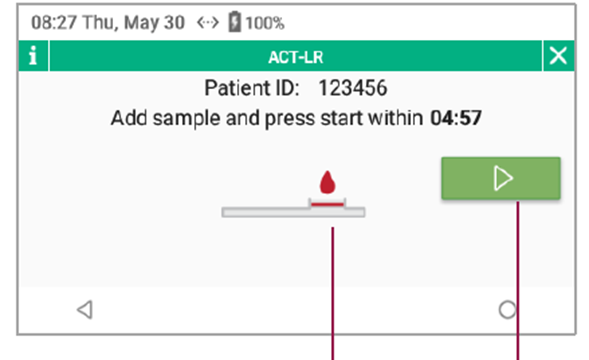 08:27 Thu, May 30 100%
i ACT-LR X
Patient ID: 123456
Add sample and press start within 04:57